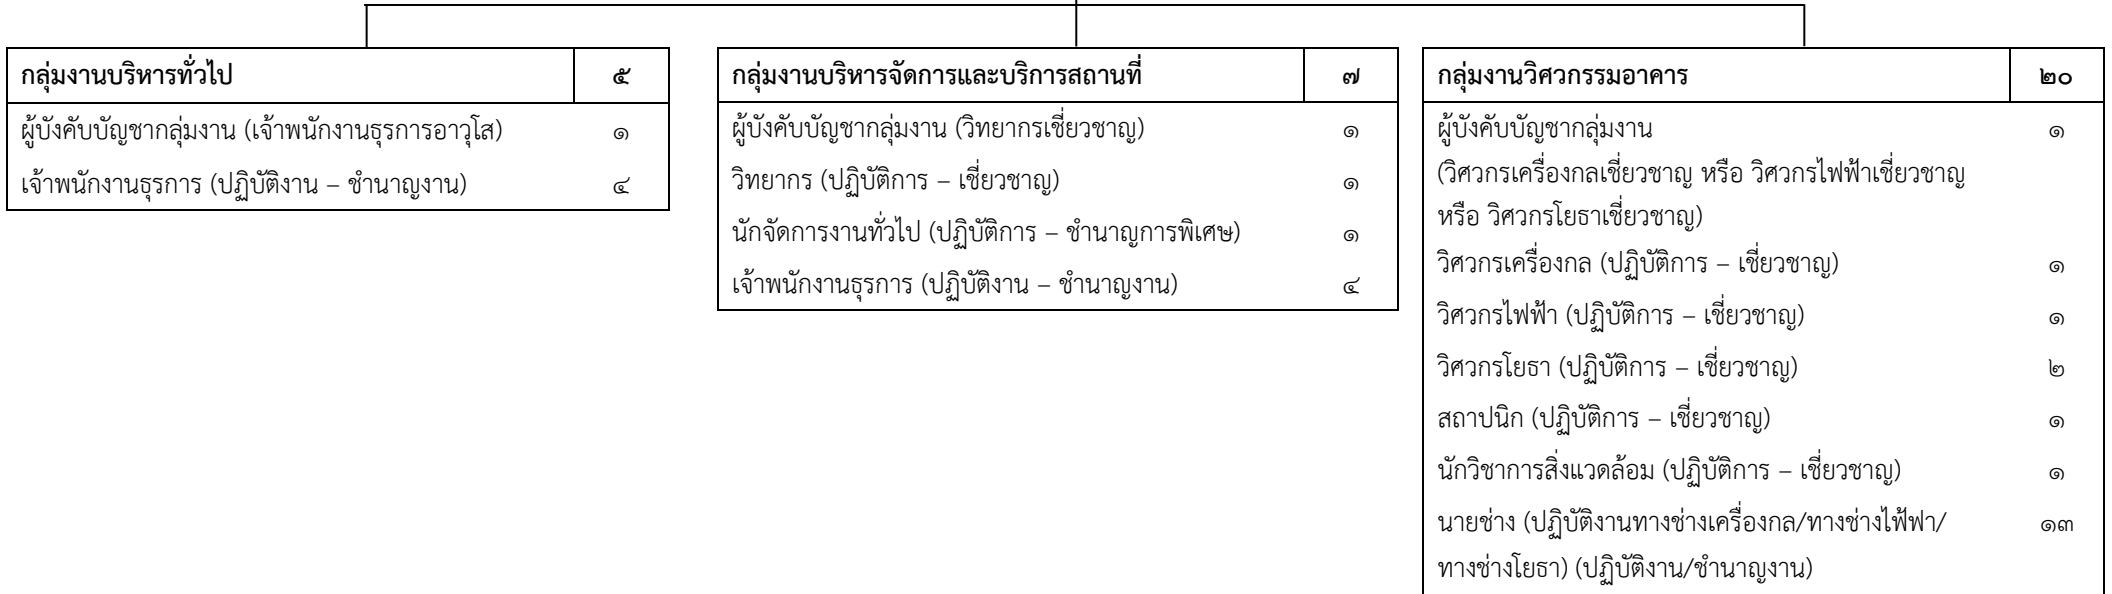 กลุ่มงานบริหารทั่วไป ๕
ผู้บังคับบัญชากลุ่มงาน (เจ้าพนักงานธุรการอาวุโส) ๑
เจ้าพนักงานธุรการ (ปฏิบัติงาน – ชำนาญงาน) ๔
กลุ่มงานบริหารจัดการและบริการสถานที่ ๗
ผู้บังคับบัญชากลุ่มงาน (วิทยากรเชี่ยวชาญ) ๑
วิทยากร (ปฏิบัติการ – เชี่ยวชาญ) ๑
นักจัดการงานทั่วไป (ปฏิบัติการ – ชำนาญการพิเศษ) ๑
เจ้าพนักงานธุรการ (ปฏิบัติงาน – ชำนาญงาน) ๔
กลุ่มงานวิศวกรรมอาคาร ๒๐
ผู้บังคับบัญชากลุ่มงาน ๑
(วิศวกรเครื่องกลเชี่ยวชาญ หรือ วิศวกรไฟฟ้าเชี่ยวชาญ
หรือ วิศวกรโยธาเชี่ยวชาญ)
วิศวกรเครื่องกล (ปฏิบัติการ – เชี่ยวชาญ) ๑
วิศวกรไฟฟ้า (ปฏิบัติการ – เชี่ยวชาญ) ๑
วิศวกรโยธา (ปฏิบัติการ – เชี่ยวชาญ) ๒
สถาปนิก (ปฏิบัติการ – เชี่ยวชาญ) ๑
นักวิชาการสิ่งแวดล้อม (ปฏิบัติการ – เชี่ยวชาญ) ๑
นายช่าง (ปฏิบัติงานทางช่างเครื่องกล/ทางช่างไฟ้ฟา/ ๑๓
ทางช่างโยธา) (ปฏิบัติงาน/ชำนาญงาน)